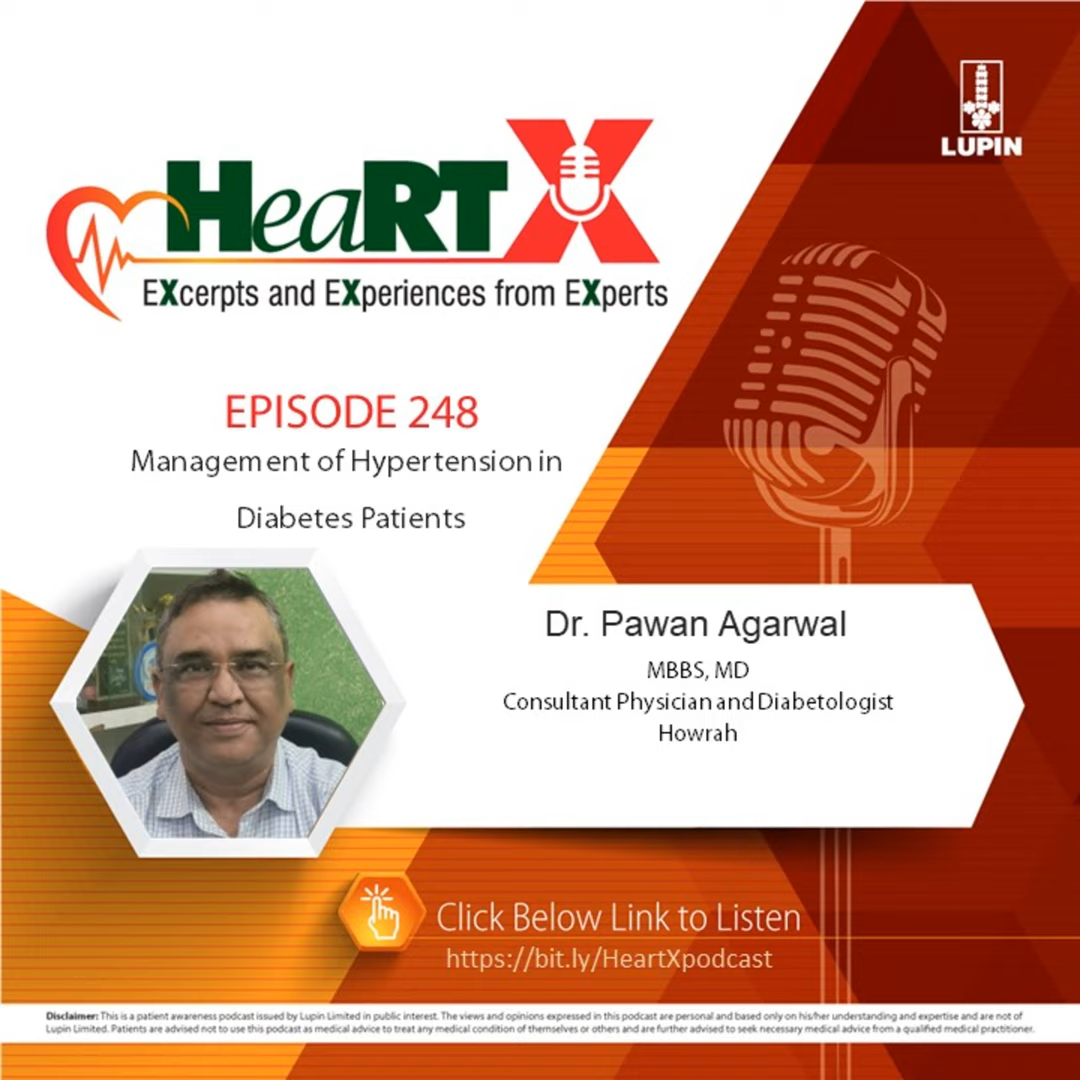 LUPIN
HeaRTX
EXcerpts and EXperiences from EXperts
EPISODE 248
Management of Hypertension in
Diabetes Patients
Dr. Pawan Agarwal
MBBS, MD
Consultant Physician and Diabetologist
Howrah
Click Below Link to Listen
https://bit.ly/HeartXpodcast
Disclaimer: This is a patient awareness podcast issued by Lupin Limited in public interest. The views and opinions expressed in this podcast are personal and based only on his/her understanding and expertise and are not of
Lupin Limited. Patients are advised not to use this podcast as medical advice to treat any medical condition of themselves or others and are further advised to seek necessary medical advice from a qualified medical practitioner.